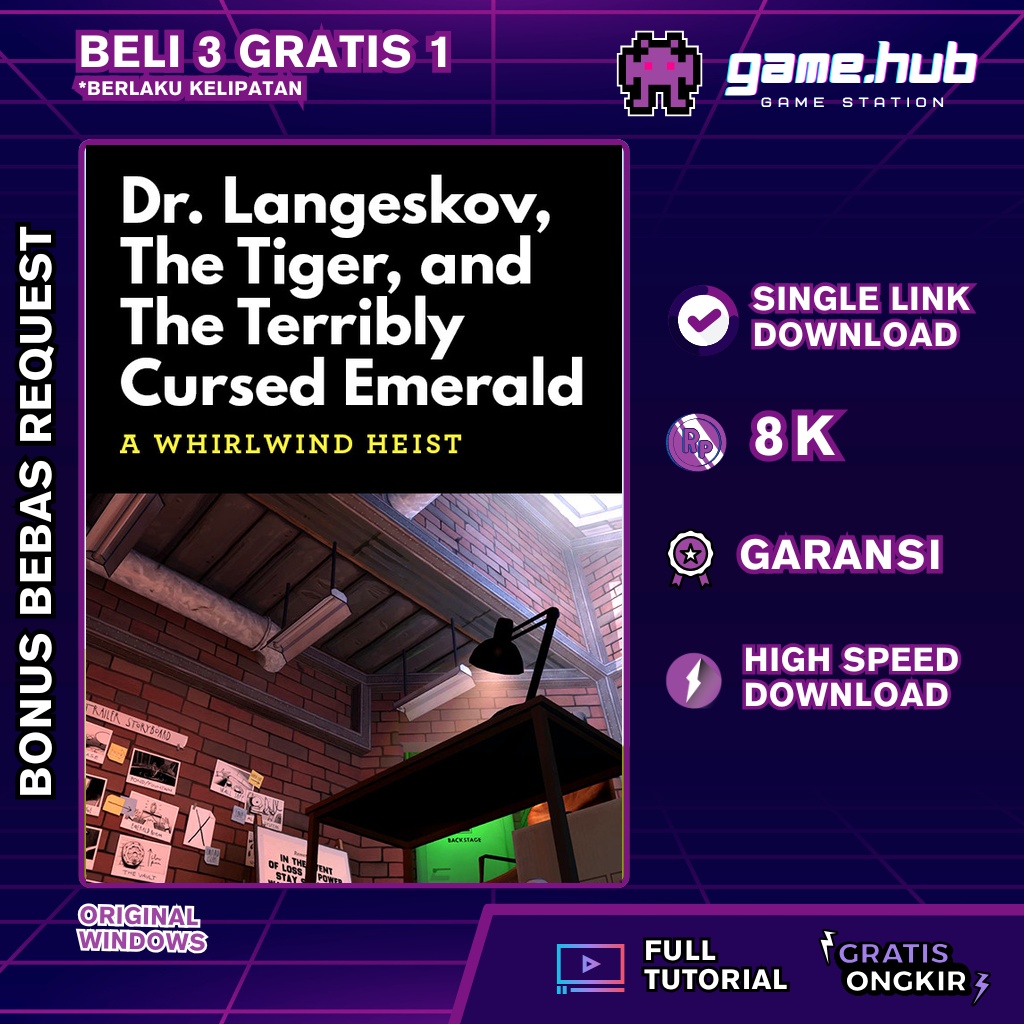 BELI 3 GRATIS 1
*BERLAKU KELIPATAN
game.hub
GAME STATION
BONUS BEBAS REQUEST
Dr. Langeskov,
The Tiger, and
The Terribly
Cursed Emerald
A WHIRLWIND HEIST
TRAILER STORYBOARD
THE VAULT
BACKSTAGE
IN THE
OF LOSS POWER
STAY
SINGLE LINK
DOWNLOAD
Rp
8K
GARANSI
HIGH SPEED
DOWNLOAD
ORIGINAL
WINDOWS
FULL
TUTORIAL
GRATIS
ONGKIR